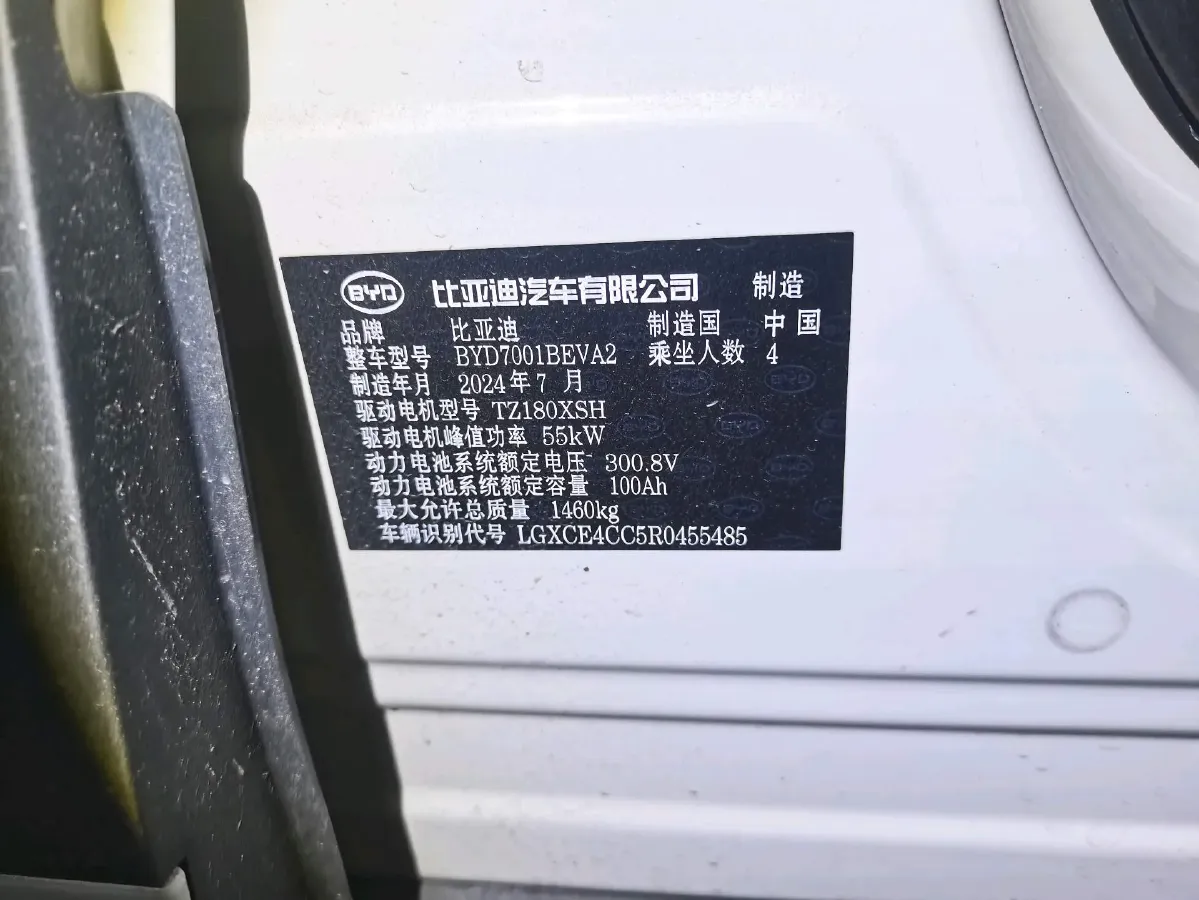 BYD 比亚迪汽车有限公司 制造
品牌 比亚迪 制造国 中国
整车型号 BYD7001BEVA2 乘坐人数 4
制造年月 2024年7月
驱动电机型号 TZ180XSH
驱动电机峰值功率 55kW
动力电池系统额定电压 300.8V
动力电池系统额定容量 100Ah
最大允许总质量 1460kg
车辆识别代号 LGXCE4CC5R0455485